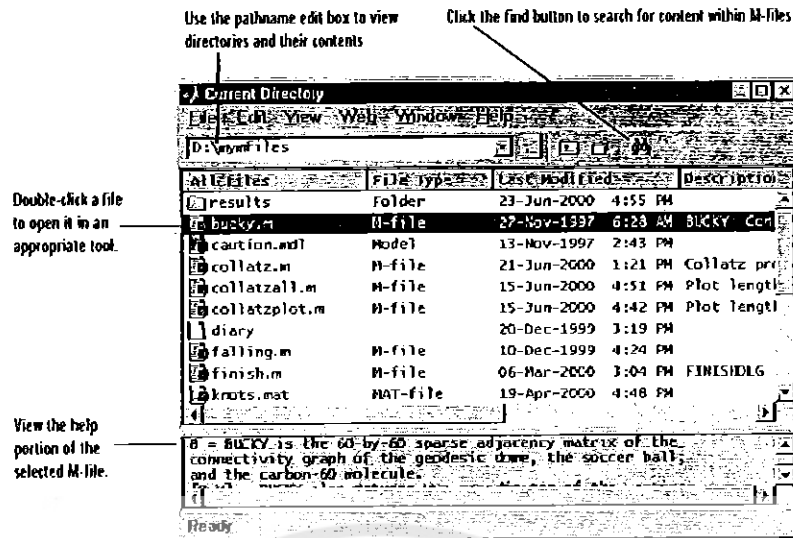 Use the pathname edit box to view
directories and their contents
Click the find button to search for content within M-files
Current Directory
File Edit View Web Window Help
D:\mymfiles
All Files File Type Last Modified Description
results Folder 23-Jun-2000 4:55 PM
bucky.m M-file 27-Nov-1997 6:28 AM BUCKY Con
caution.mdl Model 13-Nov-1997 2:43 PM
collatz.m M-file 21-Jun-2000 1:21 PM Collatz pro
collatzall.m M-file 15-Jun-2000 4:51 PM Plot length
collatzplot.m M-file 15-Jun-2000 4:42 PM Plot lengt
diary 20-Dec-1999 3:19 PM
falling.m M-file 10-Dec-1999 4:24 PM
finish.m M-file 06-Mar-2000 3:04 PM FINISHDLG
knots.mat MAT-file 19-Apr-2000 4:48 PM
Double-click a file
to open it in an
appropriate tool.
View the help
portion of the
selected M-file.
B = BUCKY is the 60-by-60 sparse adjacency matrix of the
connectivity graph of the geodesic dome, the soccer ball,
and the carbon-60 molecule.
Ready